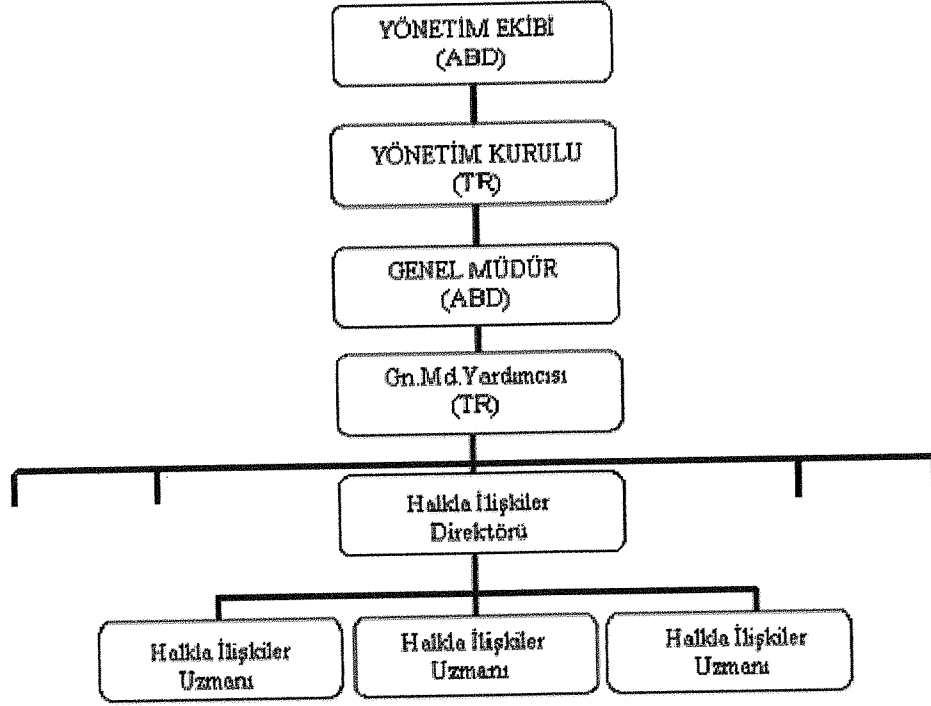 YÖNETİM EKİBİ
(ABD)
YÖNETİM KURULU
(TR)
GENEL MÜDÜR
(ABD)
Gn.Md.Yardımcısı
(TR)
Halkla İlişkiler
Direktörü
Halkla İlişkiler
Uzmanı
Halkla İlişkiler
Uzmanı
Halkla İlişkiler
Uzmanı